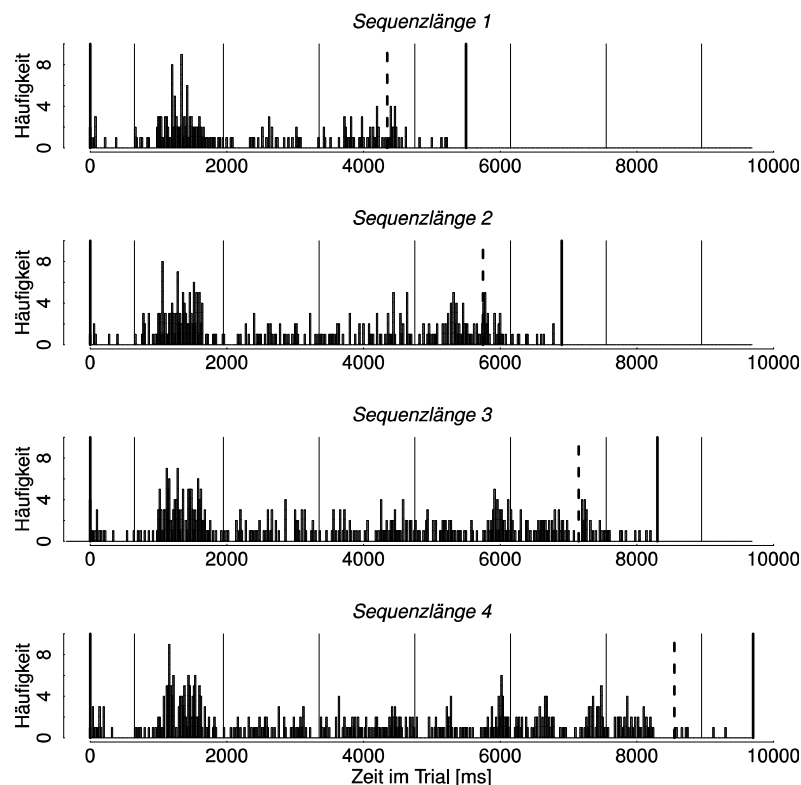 Sequenzlänge 1
Häufigkeit
8
4
0
0 2000 4000 6000 8000 10000
Sequenzlänge 2
Häufigkeit
8
4
0
0 2000 4000 6000 8000 10000
Sequenzlänge 3
Häufigkeit
8
4
0
0 2000 4000 6000 8000 10000
Sequenzlänge 4
Häufigkeit
8
4
0
0 2000 4000 6000 8000 10000
Zeit im Trial [ms]